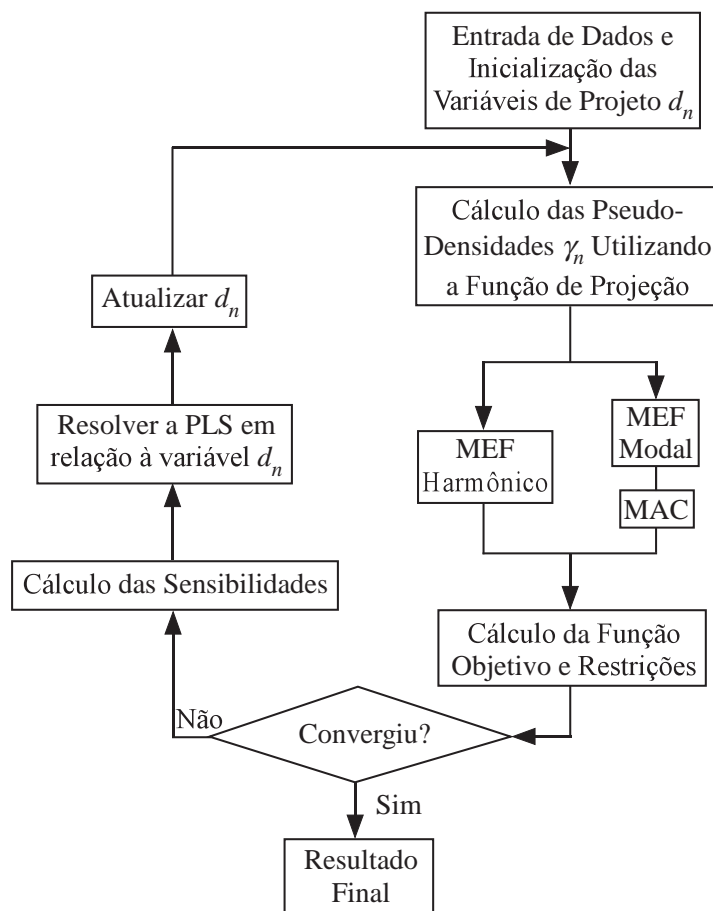 Entrada de Dados e
Inicialização das
Variáveis de Projeto d_n
Cálculo das Pseudo-
Densidades γ_n Utilizando
a Função de Projeção
MEF
Harmônico
MEF
Modal
MAC
Cálculo da Função
Objetivo e Restrições
Convergiu?
Não
Sim
Resultado
Final
Cálculo das Sensibilidades
Resolver a PLS em
relação à variável d_n
Atualizar d_n